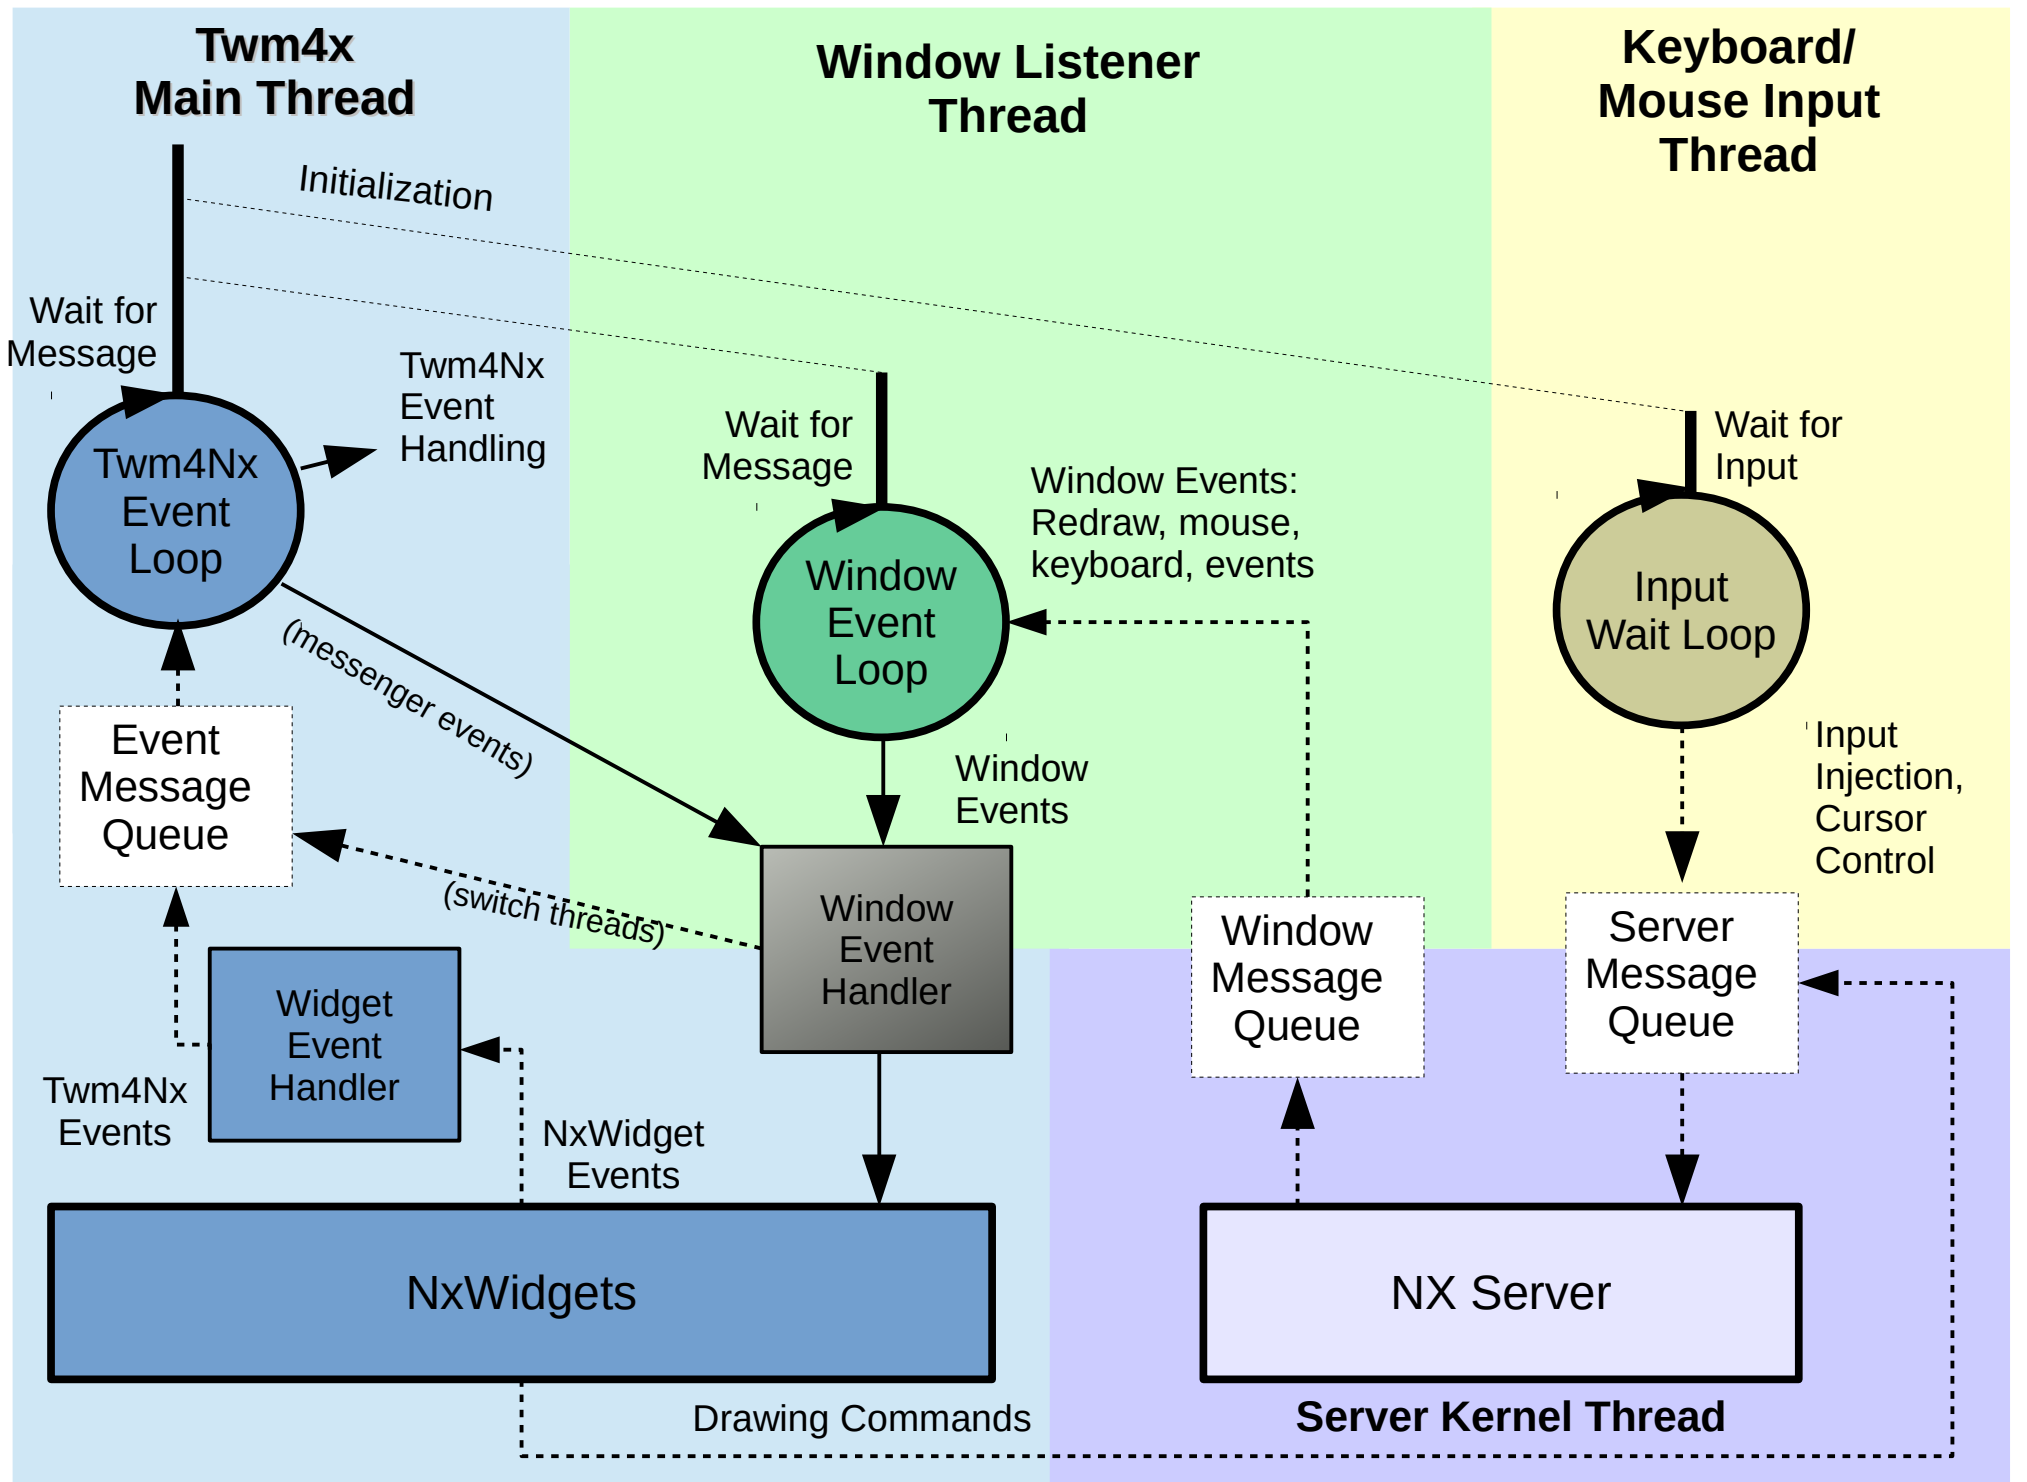 Twm4x
Main Thread
Window Listener
Thread
Keyboard/
Mouse Input
Thread
Initialization
Wait for
Message
Twm4Nx
Event
Handling
Twm4Nx
Event
Loop
Wait for
Message
Window Events:
Redraw, mouse,
keyboard, events
Wait for
Input
Window
Event
Loop
Input
Wait Loop
(messenger events)
Event
Message
Queue
Window
Events
Input
Injection,
Cursor
Control
(switch threads)
Window
Event
Handler
Window
Message
Queue
Server
Message
Queue
Widget
Event
Handler
Twm4Nx
Events
NxWidget
Events
NxWidgets
NX Server
Drawing Commands
Server Kernel Thread